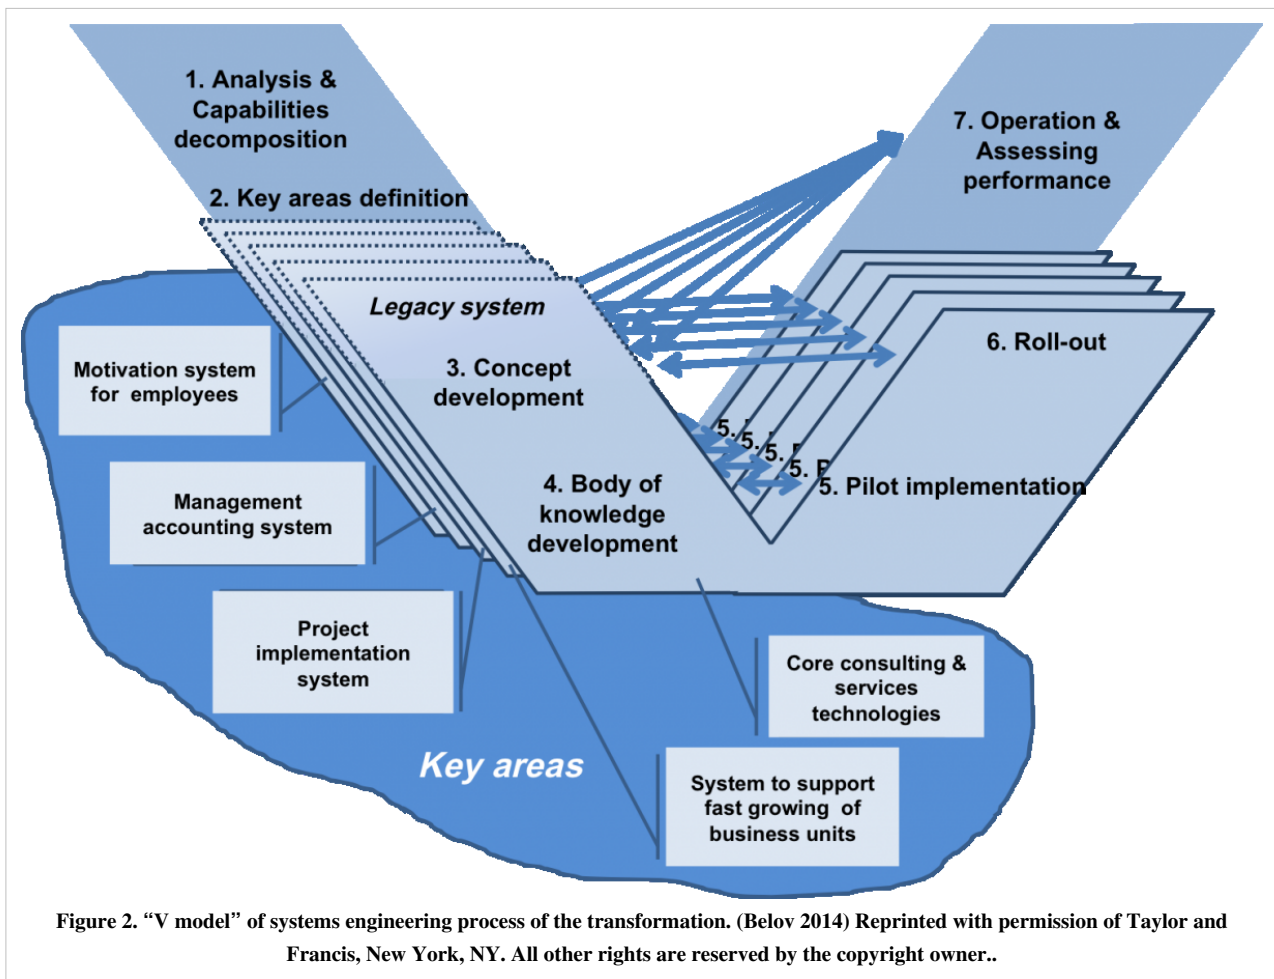 1. Analysis &
Capabilities
decomposition
2. Key areas definition
7. Operation &
Assessing
performance
Legacy system
3. Concept
development
6. Roll-out
4. Body of
knowledge
development
5.
5.
5.
5. P
5. Pilot implementation
Motivation system
for employees
Management
accounting system
Project
implementation
system
Core consulting &
services
technologies
Key areas
System to support
fast growing of
business units
Figure 2. “V model” of systems engineering process of the transformation. (Belov 2014) Reprinted with permission of Taylor and
Francis, New York, NY. All other rights are reserved by the copyright owner..